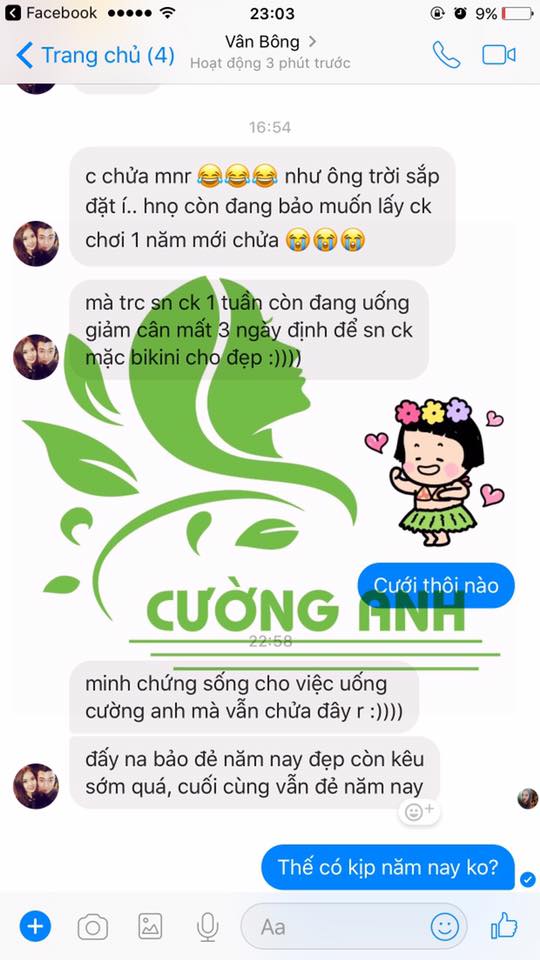 Facebook 23:03 9%
Trang chủ (4) Vân Bông
Hoạt động 3 phút trước
16:54
c chửa mnr 😂😂😂 như ông trời sắp
đặt í.. hnọ còn đang bảo muốn lấy ck
chơi 1 năm mới chửa 😭😭😭
mà trc sn ck 1 tuần còn đang uống
giảm cân mất 3 ngày định để sn ck
mặc bikini cho đẹp :))))
Cưới thôi nào
CƯỜNG ANH
22:58
minh chứng sống cho việc uống
cường anh mà vẫn chửa đây r :))))
đấy na bảo đẻ năm nay đẹp còn kêu
sớm quá, cuối cùng vẫn đẻ năm nay
Thế có kịp năm nay ko?
Aa